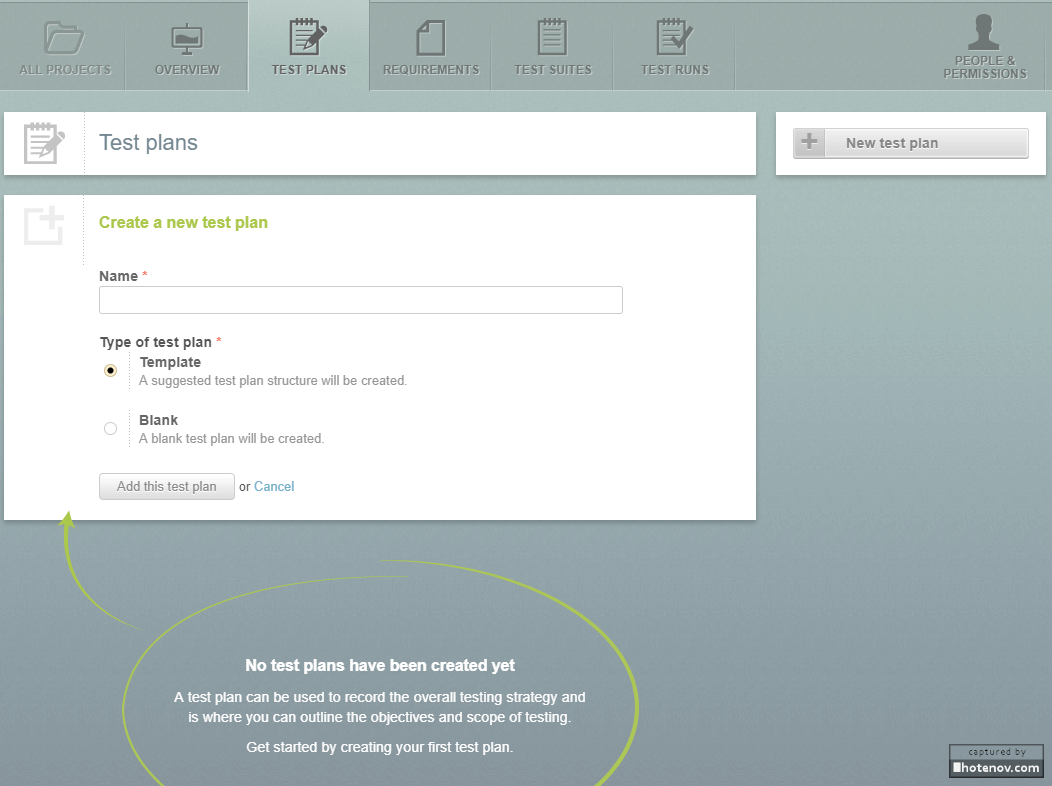 ALL PROJECTS
OVERVIEW
TEST PLANS
REQUIREMENTS
TEST SUITES
TEST RUNS
PEOPLE &
PERMISSIONS
Test plans
New test plan
Create a new test plan
Name *
Type of test plan *
Template
A suggested test plan structure will be created.
Blank
A blank test plan will be created.
Add this test plan or Cancel
No test plans have been created yet
A test plan can be used to record the overall testing strategy and
is where you can outline the objectives and scope of testing.
Get started by creating your first test plan.
captured by
hotenov.com